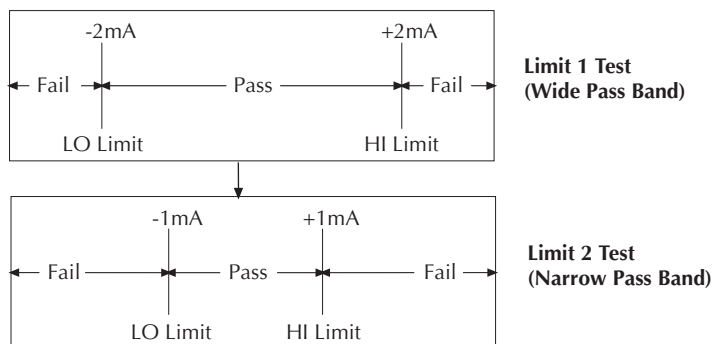 -2mA +2mA
Fail Pass Fail
LO Limit HI Limit
Limit 1 Test
(Wide Pass Band)
-1mA +1mA
Fail Pass Fail
LO Limit HI Limit
Limit 2 Test
(Narrow Pass Band)